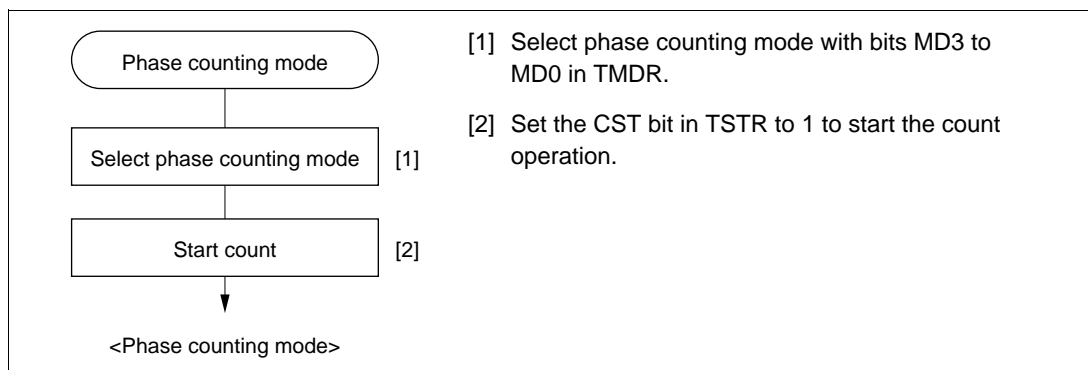 Phase counting mode
Select phase counting mode [1]
Start count [2]
<Phase counting mode>
[1] Select phase counting mode with bits MD3 to
MD0 in TMDR.
[2] Set the CST bit in TSTR to 1 to start the count
operation.